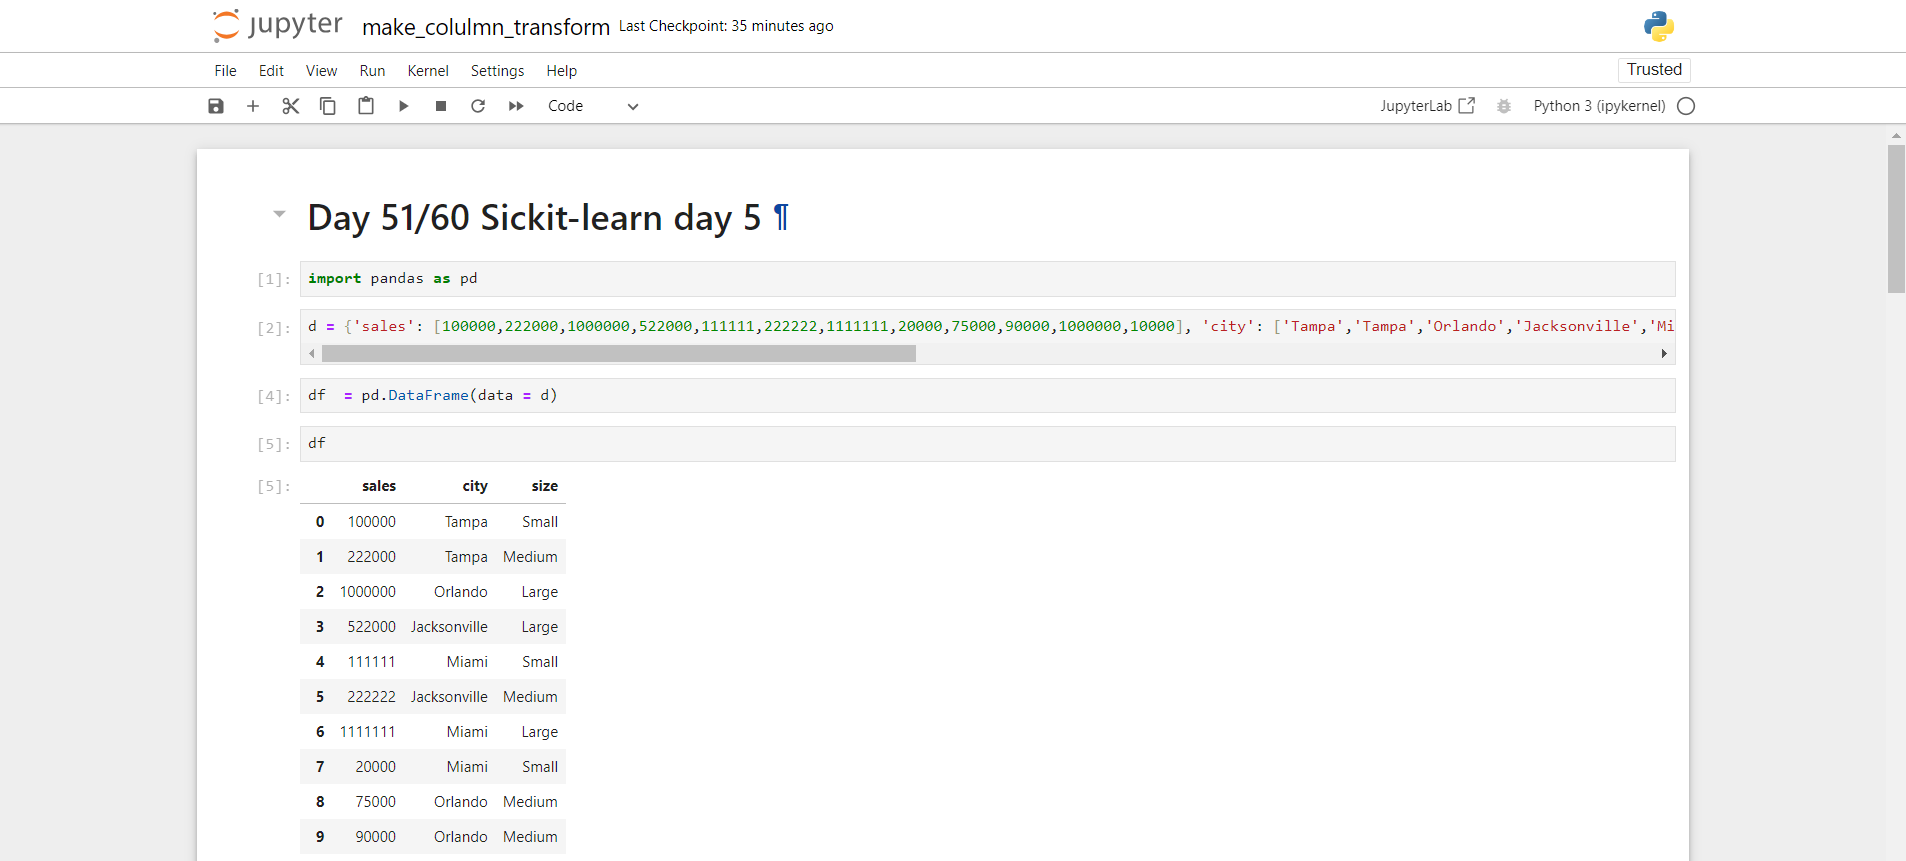 jupyter make_colulmn_transform Last Checkpoint: 35 minutes ago
File Edit View Run Kernel Settings Help Trusted
Code JupyterLab Python 3 (ipykernel)
Day 51/60 Sickit-learn day 5 ¶
[1]: import pandas as pd
[2]: d = {'sales': [100000,222000,1000000,522000,111111,222222,1111111,20000,75000,90000,1000000,10000], 'city': ['Tampa','Tampa','Orlando','Jacksonville','Mi
[4]: df  = pd.DataFrame(data = d)
[5]: df
[5]: sales city size
0 100000 Tampa Small
1 222000 Tampa Medium
2 1000000 Orlando Large
3 522000 Jacksonville Large
4 111111 Miami Small
5 222222 Jacksonville Medium
6 1111111 Miami Large
7 20000 Miami Small
8 75000 Orlando Medium
9 90000 Orlando Medium